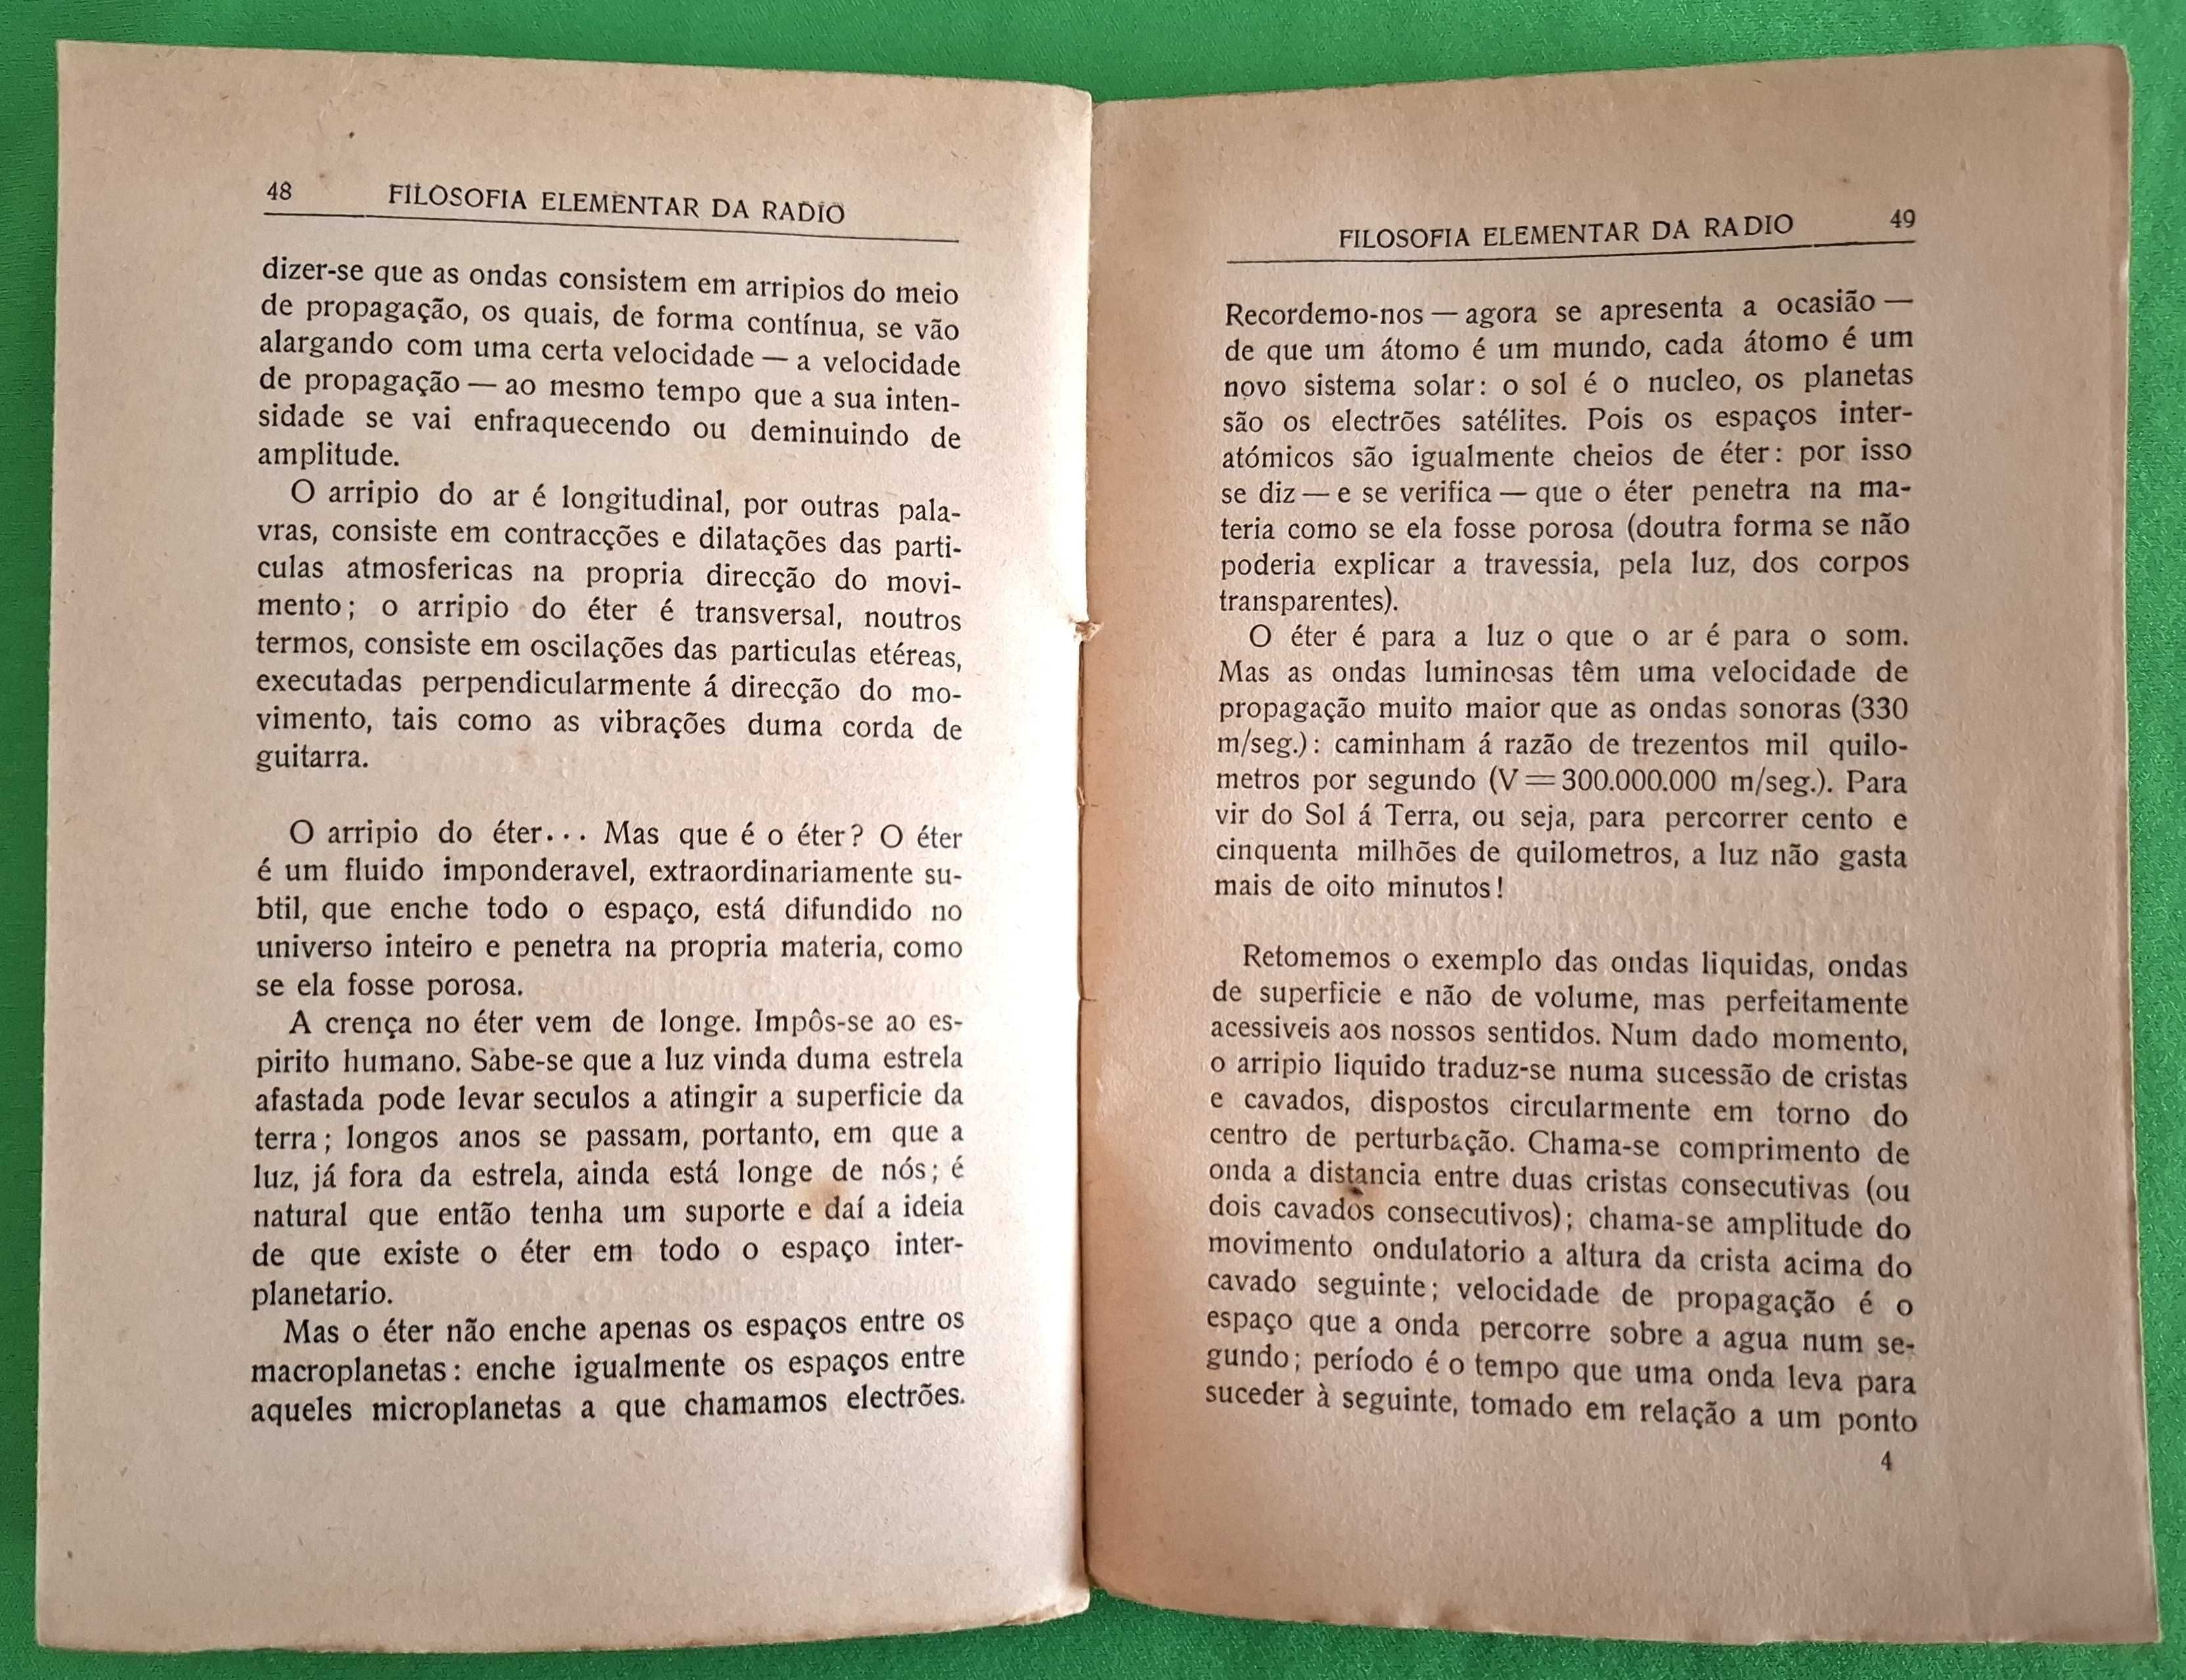 48 FILOSOFIA ELEMENTAR DA RADIO
dizer-se que as ondas consistem em arripios do meio
de propagação, os quais, de forma contínua, se vão
alargando com uma certa velocidade — a velocidade
de propagação — ao mesmo tempo que a sua inten-
sidade se vai enfraquecendo ou deminuindo de
amplitude.
O arripio do ar é longitudinal, por outras pala-
vras, consiste em contracções e dilatações das parti-
culas atmosfericas na propria direcção do movi-
mento; o arripio do éter é transversal, noutros
termos, consiste em oscilações das particulas etéreas,
executadas perpendicularmente á direcção do mo-
vimento, tais como as vibrações duma corda de
guitarra.
O arripio do éter... Mas que é o éter? O éter
é um fluido imponderavel, extraordinariamente su-
btil, que enche todo o espaço, está difundido no
universo inteiro e penetra na propria materia, como
se ela fosse porosa.
A crença no éter vem de longe. Impôs-se ao es-
pirito humano. Sabe-se que a luz vinda duma estrela
afastada pode levar seculos a atingir a superficie da
terra; longos anos se passam, portanto, em que a
luz, já fora da estrela, ainda está longe de nós; é
natural que então tenha um suporte e daí a ideia
de que existe o éter em todo o espaço inter-
planetario.
Mas o éter não enche apenas os espaços entre os
macroplanetas: enche igualmente os espaços entre
aqueles microplanetas a que chamamos electrões.
FILOSOFIA ELEMENTAR DA RADIO 49
Recordemo-nos — agora se apresenta a ocasião —
de que um átomo é um mundo, cada átomo é um
novo sistema solar: o sol é o nucleo, os planetas
são os electrões satélites. Pois os espaços inter-
atómicos são igualmente cheios de éter: por isso
se diz — e se verifica — que o éter penetra na ma-
teria como se ela fosse porosa (doutra forma se não
poderia explicar a travessia, pela luz, dos corpos
transparentes).
O éter é para a luz o que o ar é para o som.
Mas as ondas luminosas têm uma velocidade de
propagação muito maior que as ondas sonoras (330
m/seg.): caminham á razão de trezentos mil quilo-
metros por segundo (V = 300.000.000 m/seg.). Para
vir do Sol á Terra, ou seja, para percorrer cento e
cinquenta milhões de quilometros, a luz não gasta
mais de oito minutos!
Retomemos o exemplo das ondas liquidas, ondas
de superficie e não de volume, mas perfeitamente
acessiveis aos nossos sentidos. Num dado momento,
o arripio liquido traduz-se numa sucessão de cristas
e cavados, dispostos circularmente em torno do
centro de perturbação. Chama-se comprimento de
onda a distancia entre duas cristas consecutivas (ou
dois cavados consecutivos); chama-se amplitude do
movimento ondulatorio a altura da crista acima do
cavado seguinte; velocidade de propagação é o
espaço que a onda percorre sobre a agua num se-
gundo; período é o tempo que uma onda leva para
suceder à seguinte, tomado em relação a um ponto
4